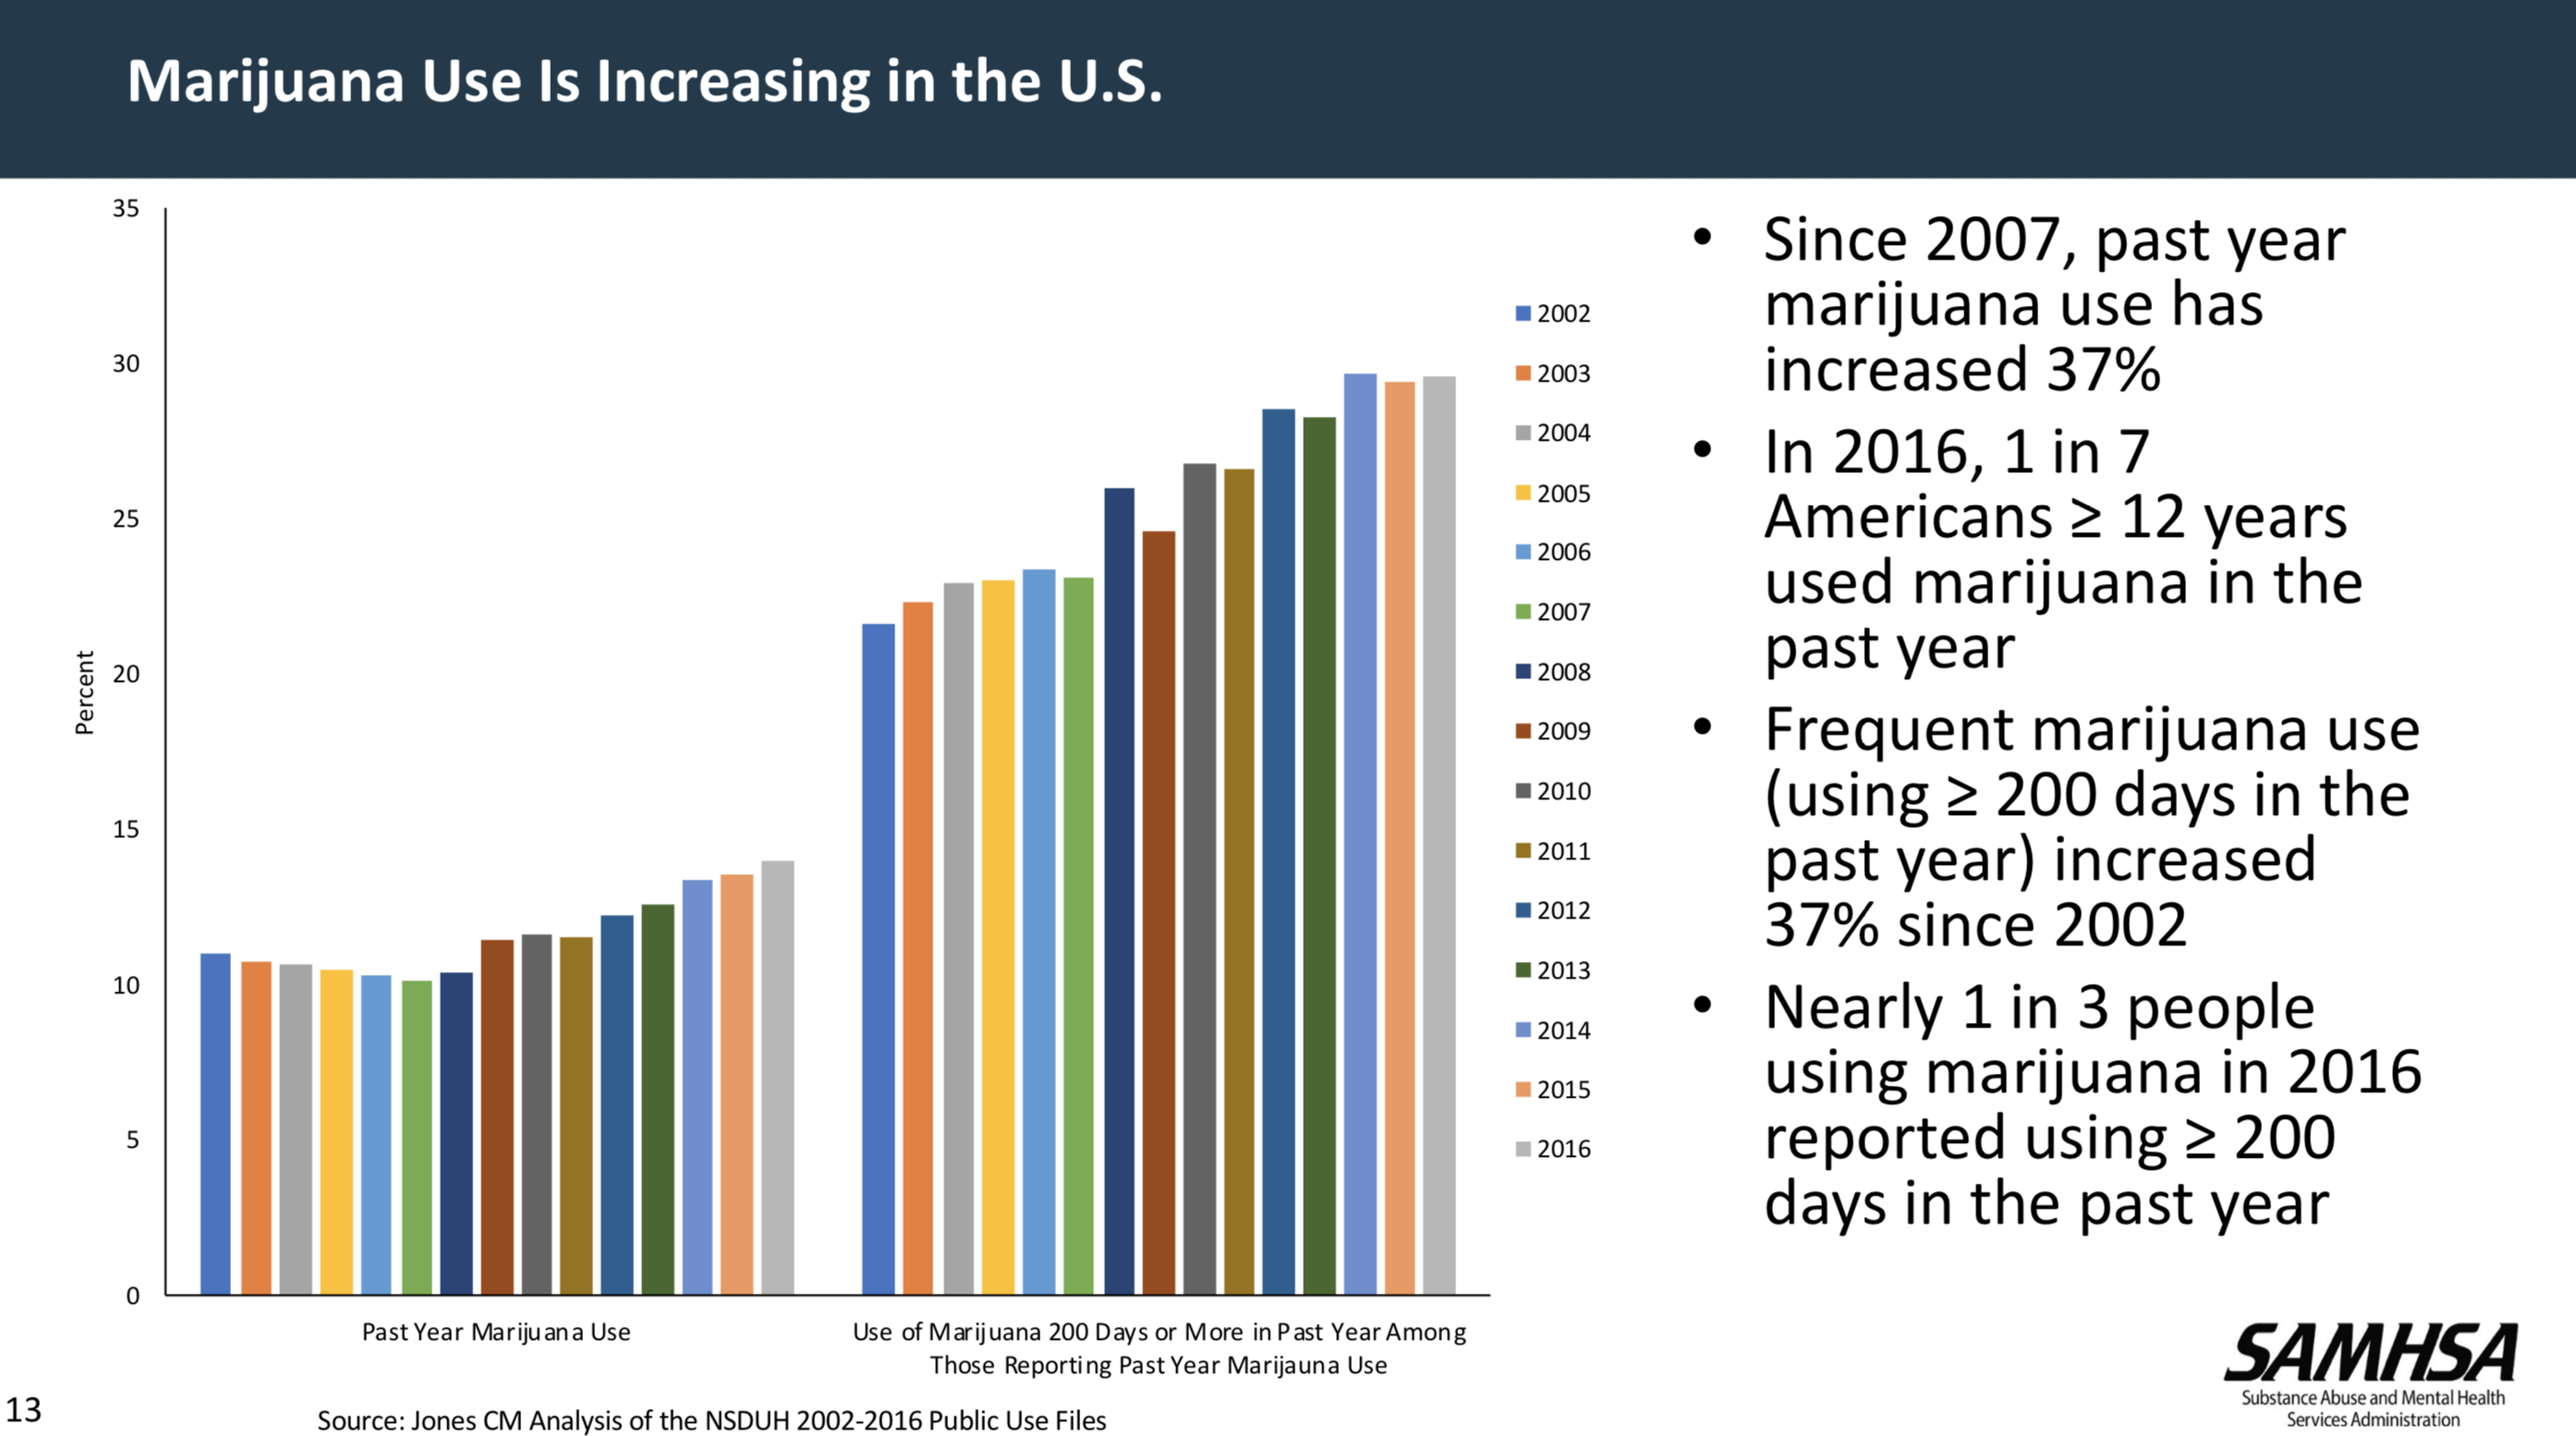 Marijuana Use Is Increasing in the U.S.
35
30
25
20
15
10
5
0
Percent
Past Year Marijuana Use
Use of Marijuana 200 Days or More in Past Year Among
Those Reporting Past Year Marijauna Use
2002
2003
2004
2005
2006
2007
2008
2009
2010
2011
2012
2013
2014
2015
2016
• Since 2007, past year
marijuana use has
increased 37%
• In 2016, 1 in 7
Americans ≥ 12 years
used marijuana in the
past year
• Frequent marijuana use
(using ≥ 200 days in the
past year) increased
37% since 2002
• Nearly 1 in 3 people
using marijuana in 2016
reported using ≥ 200
days in the past year
13
Source: Jones CM Analysis of the NSDUH 2002-2016 Public Use Files
SAMHSA
Substance Abuse and Mental Health
Services Administration